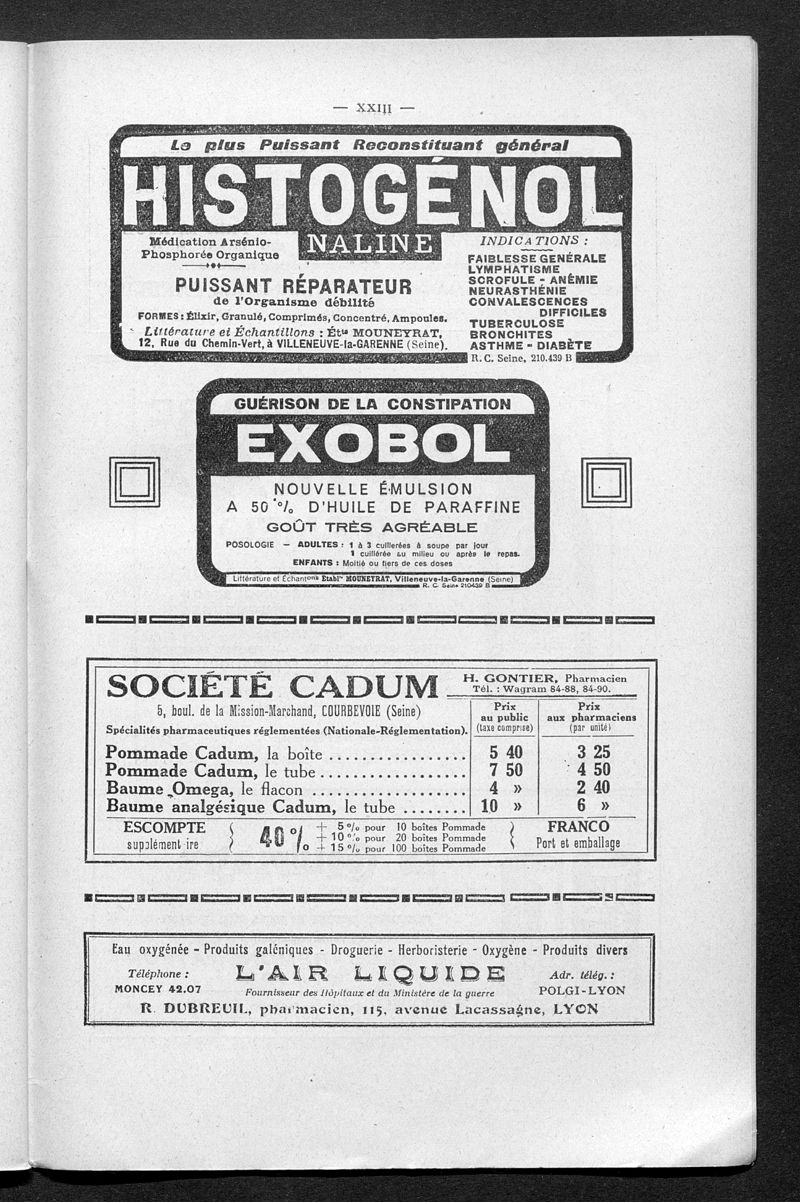 — XXIII —
Le plus Puissant Reconstituant général
HISTOGÉNOL
NALINE
Médication Arsénio-
Phosphorée Organique
PUISSANT RÉPARATEUR
de l'Organisme débilité
FORMES : Élixir, Granulé, Comprimés, Concentré, Ampoules.
Littérature et Échantillons : Éts MOUNEYRAT,
12, Rue du Chemin-Vert, à VILLENEUVE-la-GARENNE (Seine).
INDICATIONS :
FAIBLESSE GÉNÉRALE
LYMPHATISME
SCROFULE - ANÉMIE
NEURASTHÉNIE
CONVALESCENCES
DIFFICILES
TUBERCULOSE
BRONCHITES
ASTHME - DIABÈTE
R. C. Seine, 210.439 B
GUÉRISON DE LA CONSTIPATION
EXOBOL
NOUVELLE ÉMULSION
A 50 % D'HUILE DE PARAFFINE
GOÛT TRÈS AGRÉABLE
POSOLOGIE — ADULTES : 1 à 3 cuillerées à soupe par jour
1 cuillérée au milieu ou après le repas.
ENFANTS : Moitié ou tiers de ces doses
Littérature et Échantons Etablts MOUNEYRAT, Villeneuve-la-Garenne (Seine)
R. C. Seine 210439 B
SOCIÉTÉ CADUM
5, boul. de la Mission-Marchand, COURBEVOIE (Seine)
Spécialités pharmaceutiques réglementées (Nationale-Réglementation).
H. GONTIER, Pharmacien
Tél. : Wagram 84-88, 84-90.
Prix au public (taxe comprise)
Prix aux pharmaciens (par unité)
Pommade Cadum, la boîte ................. 5 40 3 25
Pommade Cadum, le tube .................. 7 50 4 50
Baume Omega, le flacon ................... 4 » 2 40
Baume analgésique Cadum, le tube ........ 10 » 6 »
ESCOMPTE
supplément ire
40 %
+ 5 % pour 10 boîtes Pommade
+ 10 % pour 20 boîtes Pommade
+ 15 % pour 100 boîtes Pommade
FRANCO
Port et emballage
Eau oxygénée - Produits galéniques - Droguerie - Herboristerie - Oxygène - Produits divers
Téléphone :
MONCEY 42.07
L'AIR LIQUIDE
Fournisseur des Hôpitaux et du Ministère de la guerre
Adr. télég. :
POLGI-LYON
R. DUBREUIL, pharmacien, 115, avenue Lacassagne, LYON